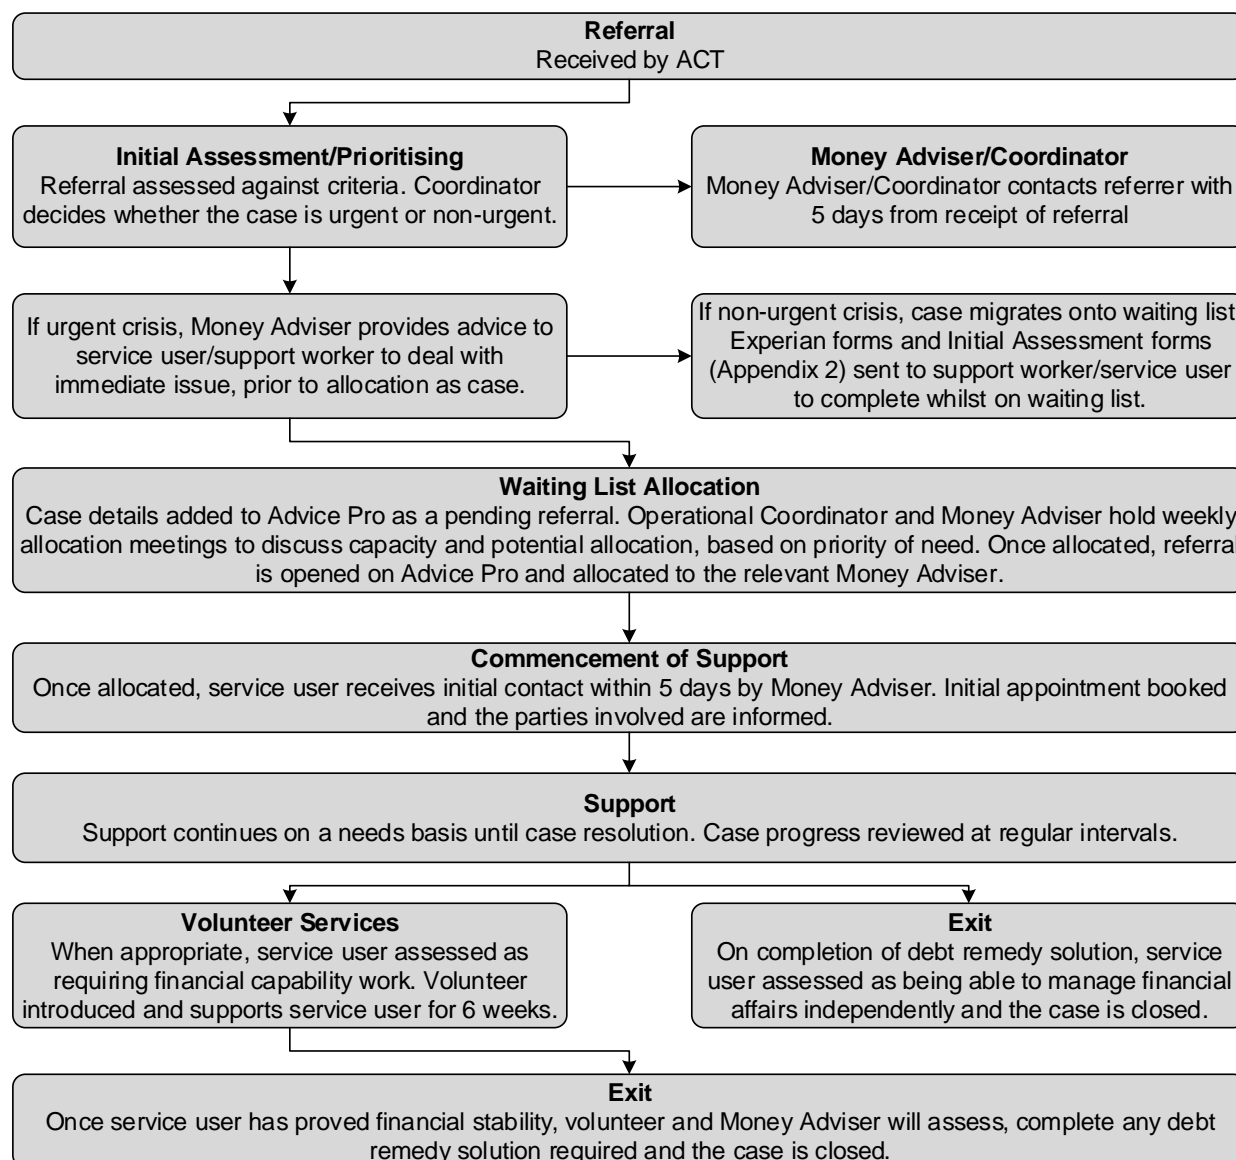 Referral
Received by ACT
Initial Assessment/Prioritising
Referral assessed against criteria. Coordinator
decides whether the case is urgent or non-urgent.
Money Adviser/Coordinator
Money Adviser/Coordinator contacts referrer with
5 days from receipt of referral
If urgent crisis, Money Adviser provides advice to
service user/support worker to deal with
immediate issue, prior to allocation as case.
If non-urgent crisis, case migrates onto waiting list.
Experian forms and Initial Assessment forms
(Appendix 2) sent to support worker/service user
to complete whilst on waiting list.
Waiting List Allocation
Case details added to Advice Pro as a pending referral. Operational Coordinator and Money Adviser hold weekly
allocation meetings to discuss capacity and potential allocation, based on priority of need. Once allocated, referral
is opened on Advice Pro and allocated to the relevant Money Adviser.
Commencement of Support
Once allocated, service user receives initial contact within 5 days by Money Adviser. Initial appointment booked
and the parties involved are informed.
Support
Support continues on a needs basis until case resolution. Case progress reviewed at regular intervals.
Volunteer Services
When appropriate, service user assessed as
requiring financial capability work. Volunteer
introduced and supports service user for 6 weeks.
Exit
On completion of debt remedy solution, service
user assessed as being able to manage financial
affairs independently and the case is closed.
Exit
Once service user has proved financial stability, volunteer and Money Adviser will assess, complete any debt
remedy solution required and the case is closed.